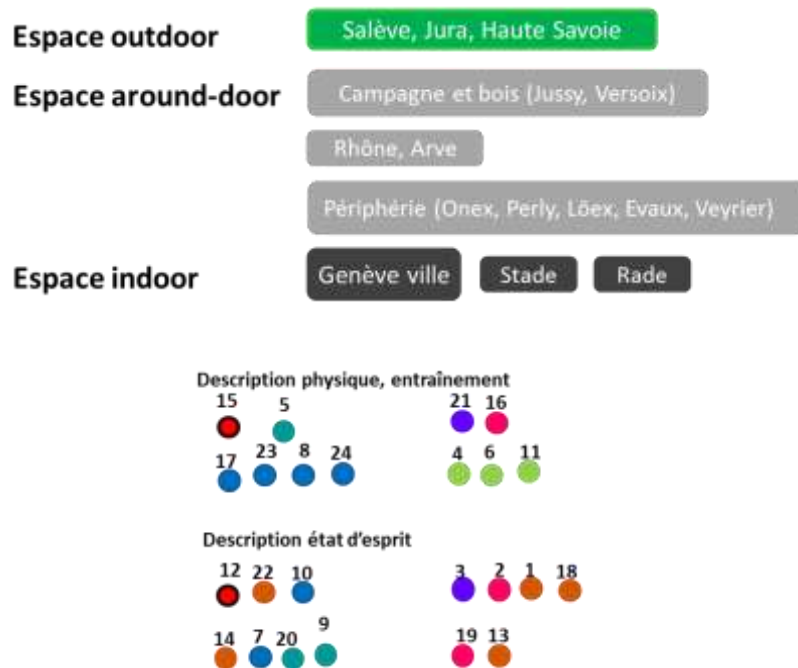 Espace outdoor Salève, Jura, Haute Savoie
Espace around-door Campagne et bois (Jussy, Versoix)
Rhône, Arve
Périphérie (Onex, Perly, Lôex, Evaux, Veyrier)
Espace indoor Genève ville Stade Rade
Description physique, entraînement
15 5 21 16
17 23 8 24 4 6 11
Description état d'esprit
12 22 10 3 2 1 18
14 7 20 9 19 13